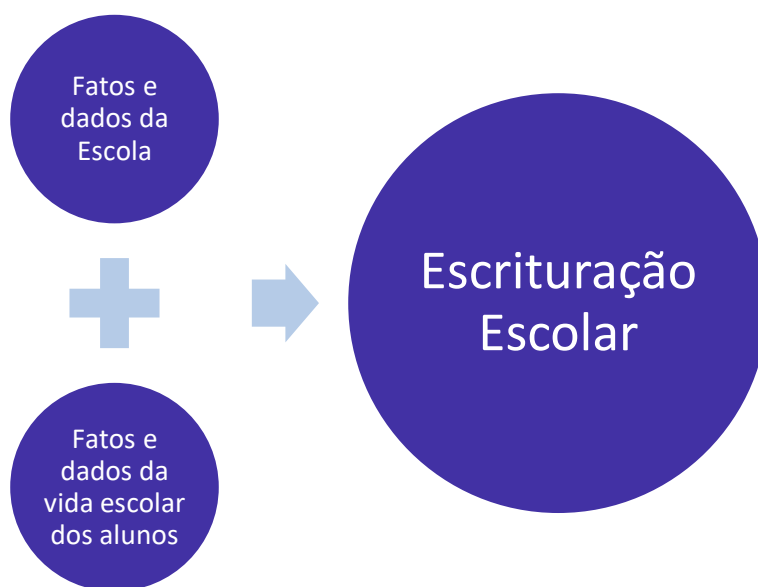 Fatos e
dados da
Escola
Fatos e
dados da
vida escolar
dos alunos
Escrituração
Escolar